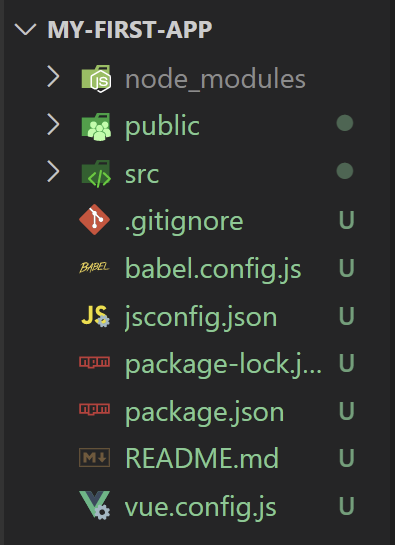 MY-FIRST-APP
node_modules
public
src
.gitignore U
BABEL babel.config.js U
JS jsconfig.json U
npm package-lock.j... U
npm package.json U
M README.md U
vue.config.js U